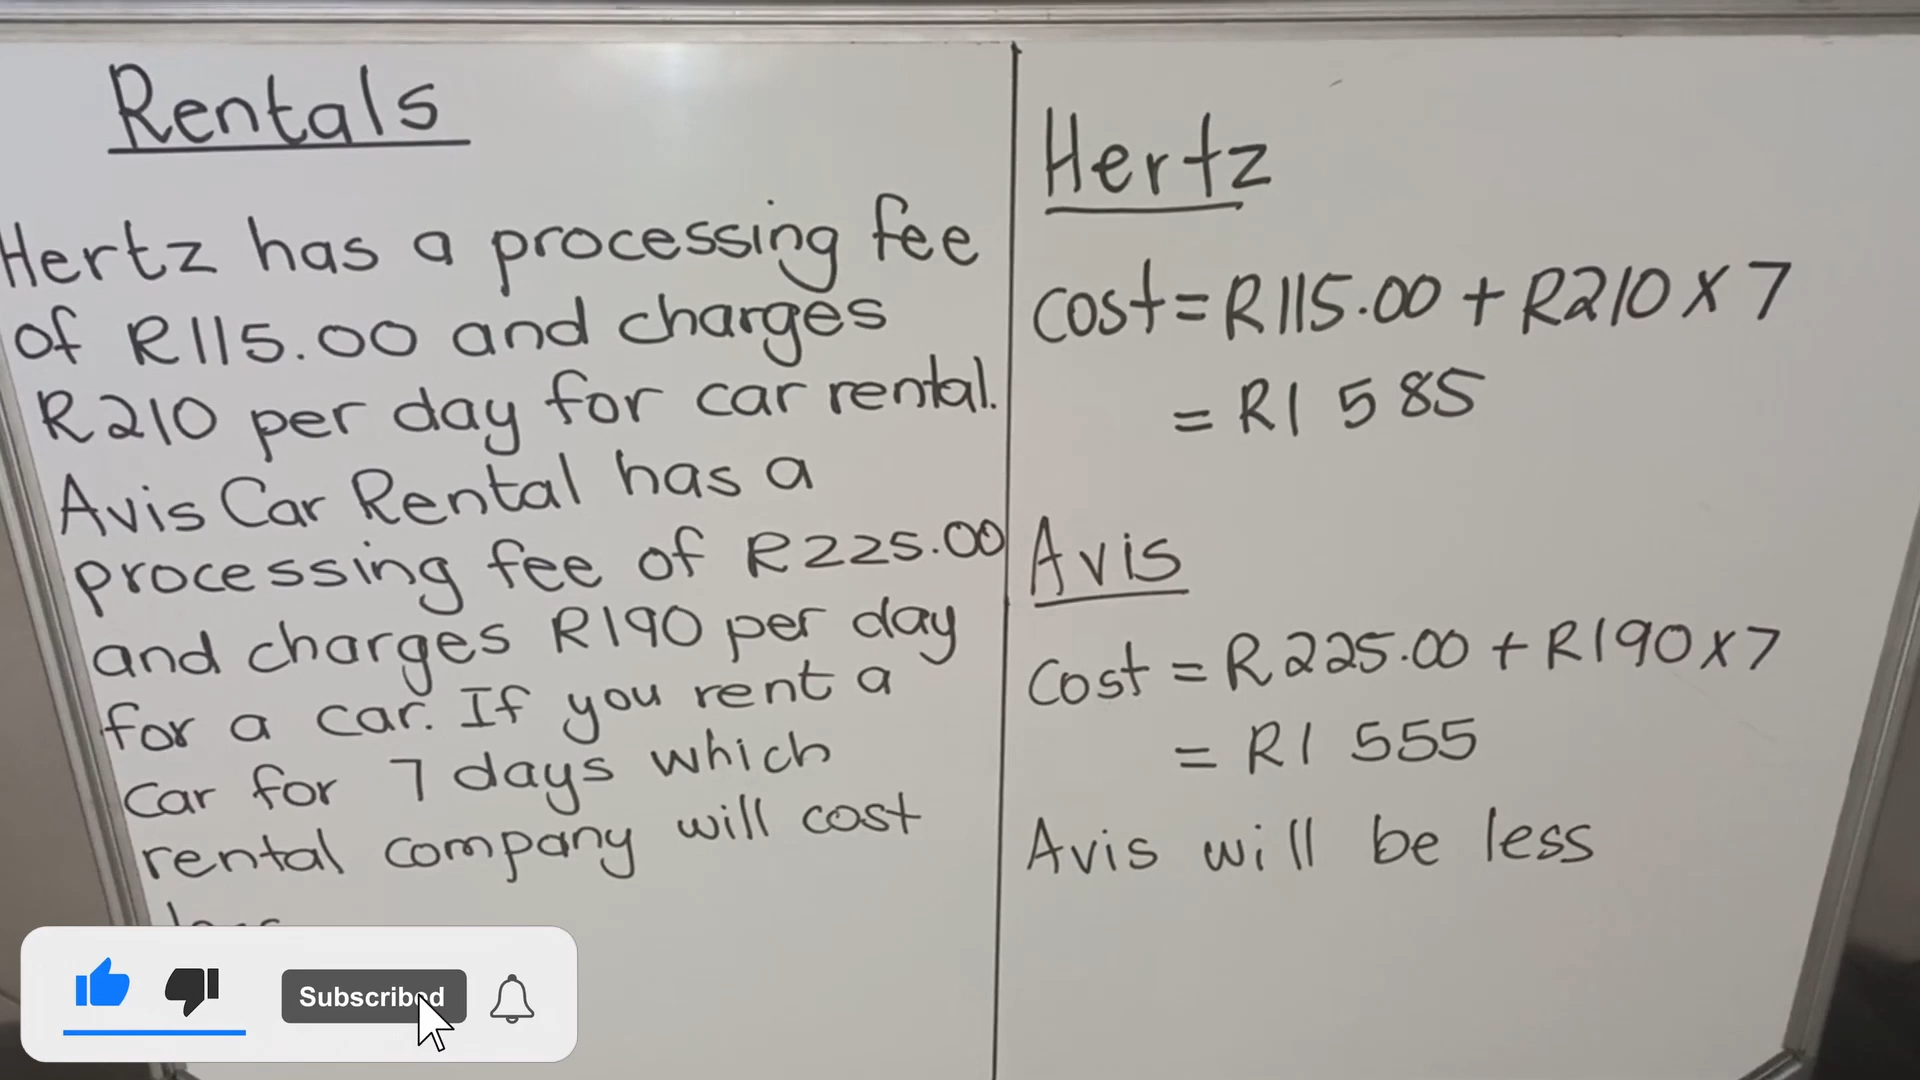 Rentals
Hertz has a processing fee
of R115.00 and charges
R210 per day for car rental.
Avis Car Rental has a
processing fee of R225.00
and charges R190 per day
for a car. If you rent a
car for 7 days which
rental company will cost
Hertz
cost = R115.00 + R210 x 7
= R1 585
Avis
cost = R225.00 + R190 x 7
= R1 555
Avis will be less
Subscribed